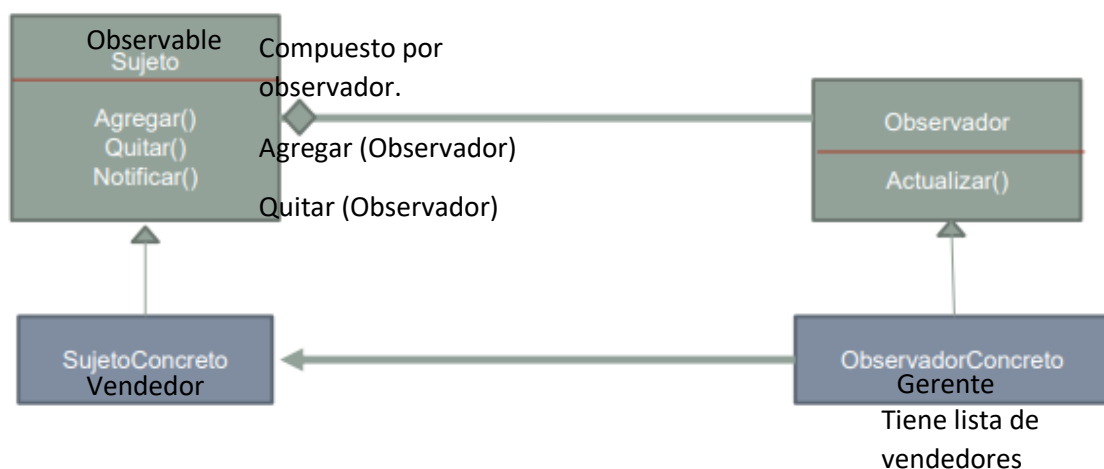 Observable
Sujeto
Agregar()
Quitar()
Notificar()
Compuesto por
observador.
Agregar (Observador)
Quitar (Observador)
Observador
Actualizar()
SujetoConcreto
Vendedor
ObservadorConcreto
Gerente
Tiene lista de
vendedores